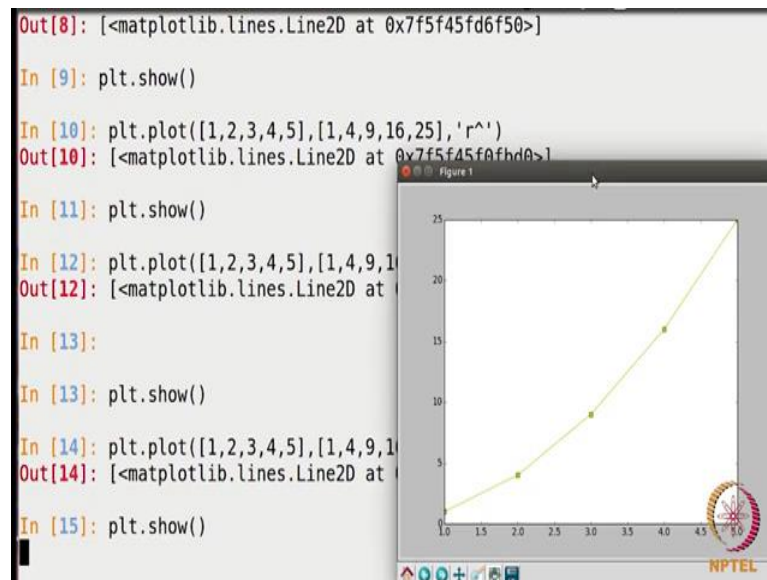 Out[8]: [<matplotlib.lines.Line2D at 0x7f5f45fd6f50>]
In [9]: plt.show()
In [10]: plt.plot([1,2,3,4,5],[1,4,9,16,25],'r^')
Out[10]: [<matplotlib.lines.Line2D at 0x7f5f45f0fbd0>]
Figure 1
In [11]: plt.show()
In [12]: plt.plot([1,2,3,4,5],[1,4,9,1
Out[12]: [<matplotlib.lines.Line2D at
In [13]:
In [13]: plt.show()
In [14]: plt.plot([1,2,3,4,5],[1,4,9,1
Out[14]: [<matplotlib.lines.Line2D at
In [15]: plt.show()
25
20
15
10
5
0
1.0 1.5 2.0 2.5 3.0 3.5 4.0 4.5 5.0
NPTEL